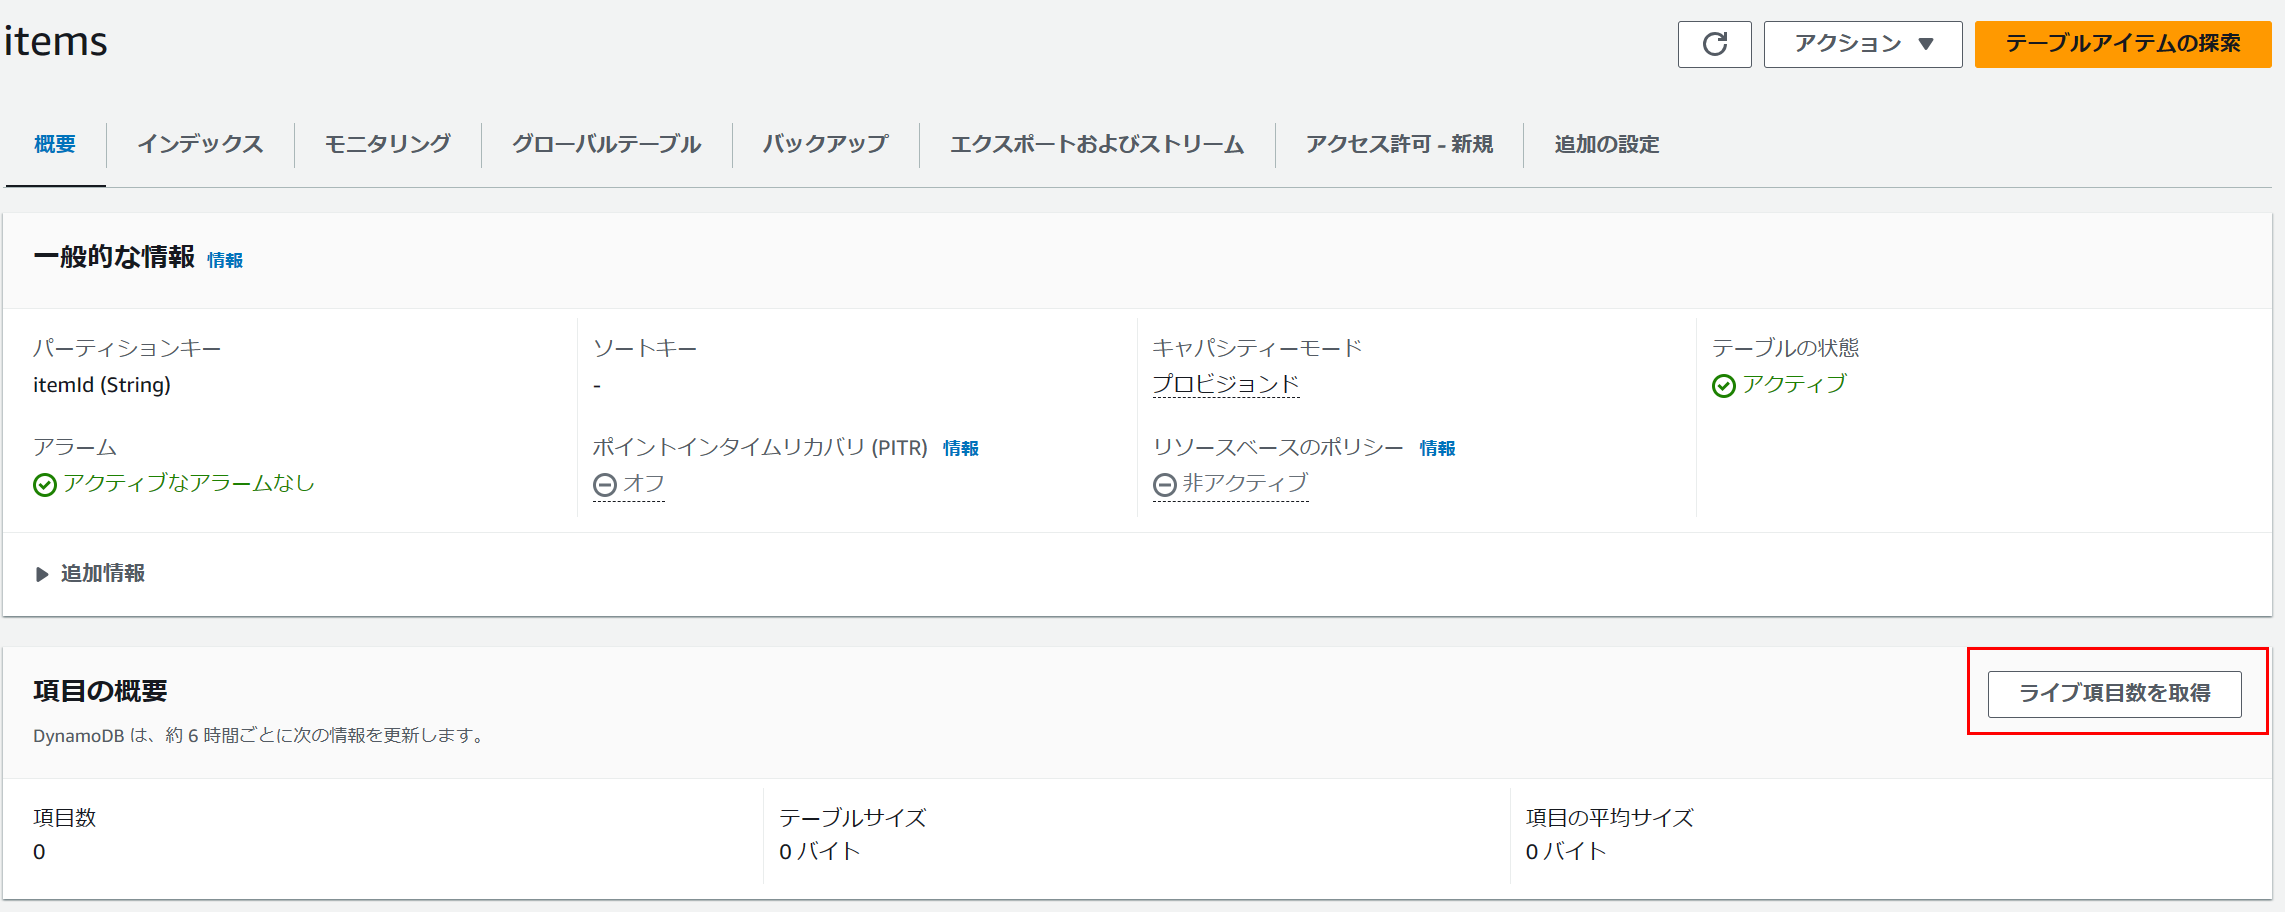 items
アクション
テーブルアイテムの探索
概要
インデックス
モニタリング
グローバルテーブル
バックアップ
エクスポートおよびストリーム
アクセス許可 - 新規
追加の設定
一般的な情報 情報
パーティションキー
itemId (String)
ソートキー
-
キャパシティーモード
プロビジョンド
テーブルの状態
アクティブ
アラーム
アクティブなアラームなし
ポイントインタイムリカバリ (PITR) 情報
オフ
リソースベースのポリシー 情報
非アクティブ
追加情報
項目の概要
ライブ項目数を取得
DynamoDB は、約 6 時間ごとに次の情報を更新します。
項目数
0
テーブルサイズ
0 バイト
項目の平均サイズ
0 バイト